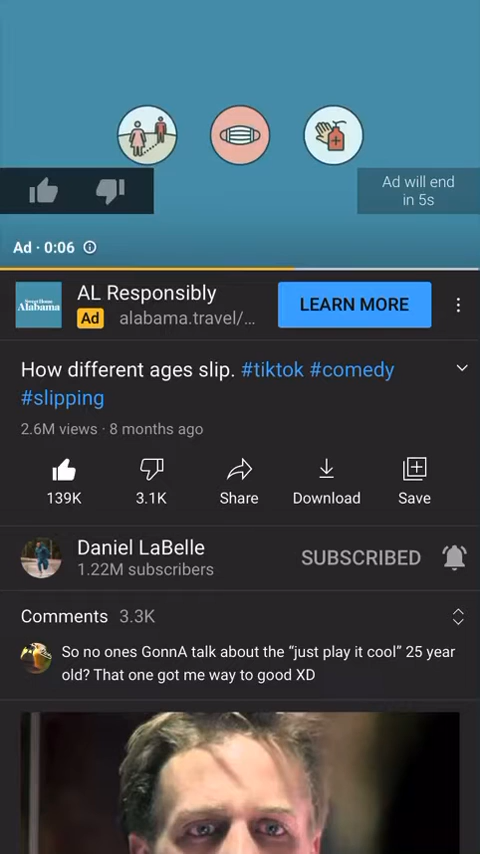 Ad will end
in 5s
Ad · 0:06
Sweet Home
Alabama
AL Responsibly
Ad alabama.travel/...
LEARN MORE
How different ages slip. #tiktok #comedy
#slipping
2.6M views · 8 months ago
139K 3.1K Share Download Save
Daniel LaBelle
1.22M subscribers
SUBSCRIBED
Comments 3.3K
So no ones GonnA talk about the “just play it cool” 25 year
old? That one got me way to good XD